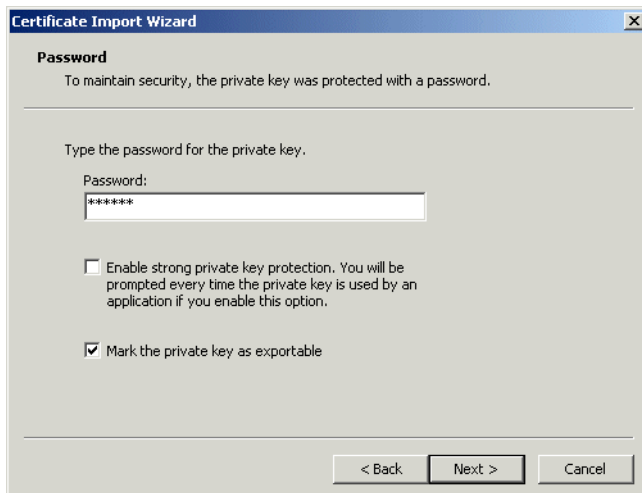 Certificate Import Wizard
Password
To maintain security, the private key was protected with a password.
Type the password for the private key.
Password:
******
Enable strong private key protection. You will be
prompted every time the private key is used by an
application if you enable this option.
Mark the private key as exportable
< Back Next > Cancel